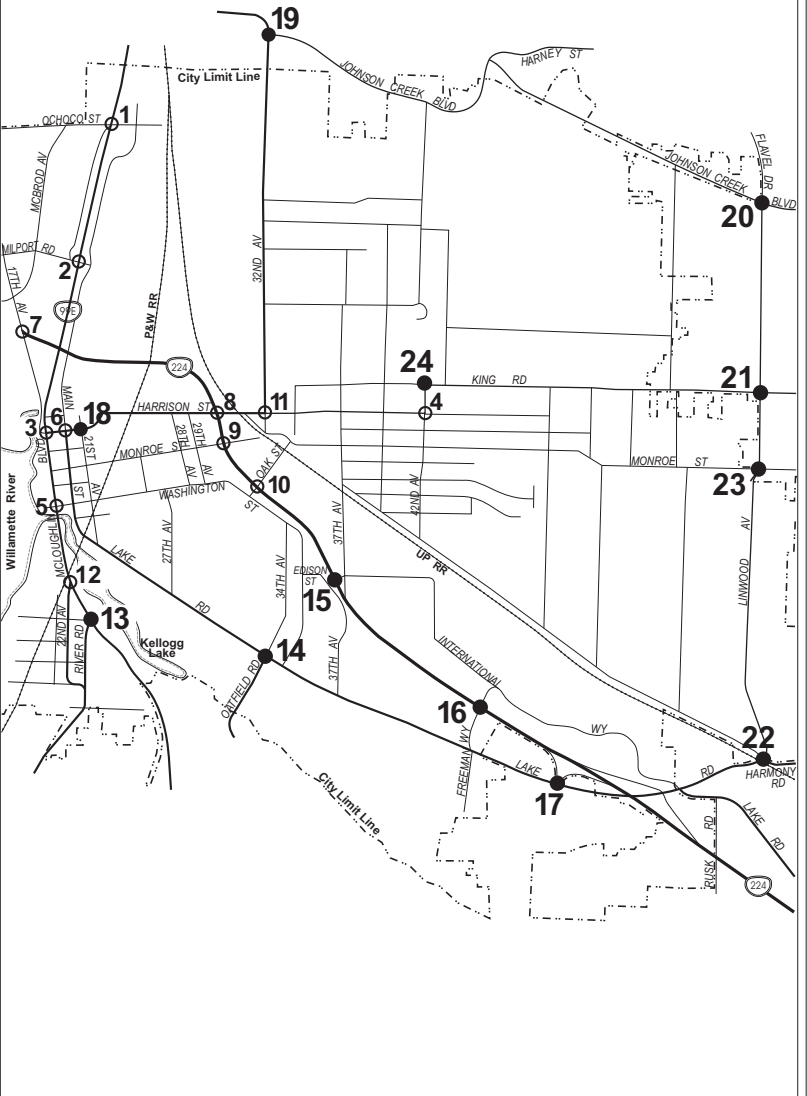 19
HARNEY ST
City Limit Line
JOHNSON CREEK
BLVD
OCHOCO ST
1
MCBROD AV
FLAVEL DR
JOHNSON CREEK
BLVD
20
MILPORT RD
2
17TH
AV
32ND AV
99E
P&W RR
7
224
24
KING RD
21
MAIN
ST
HARRISON ST
8
11
4
3
6
18
BLVD
MCLOUGHLIN
21ST
AV
28TH
AV
29TH
AV
9
MONROE ST
MONROE ST
23
OAK ST
10
WASHINGTON
ST
42ND AV
5
Willamette River
27TH AV
37TH AV
UP RR
LAKE
RD
34TH AV
EDISON
ST
15
LINWOOD AV
12
13
22ND AV
RIVER RD
Kellogg
Lake
14
37TH AV
OATFIELD RD
INTERNATIONAL
WY
16
FREEMAN WY
LAKE
RD
17
22
HARMONY
RD
LAKE
RD
City Limit Line
RUSK RD
224